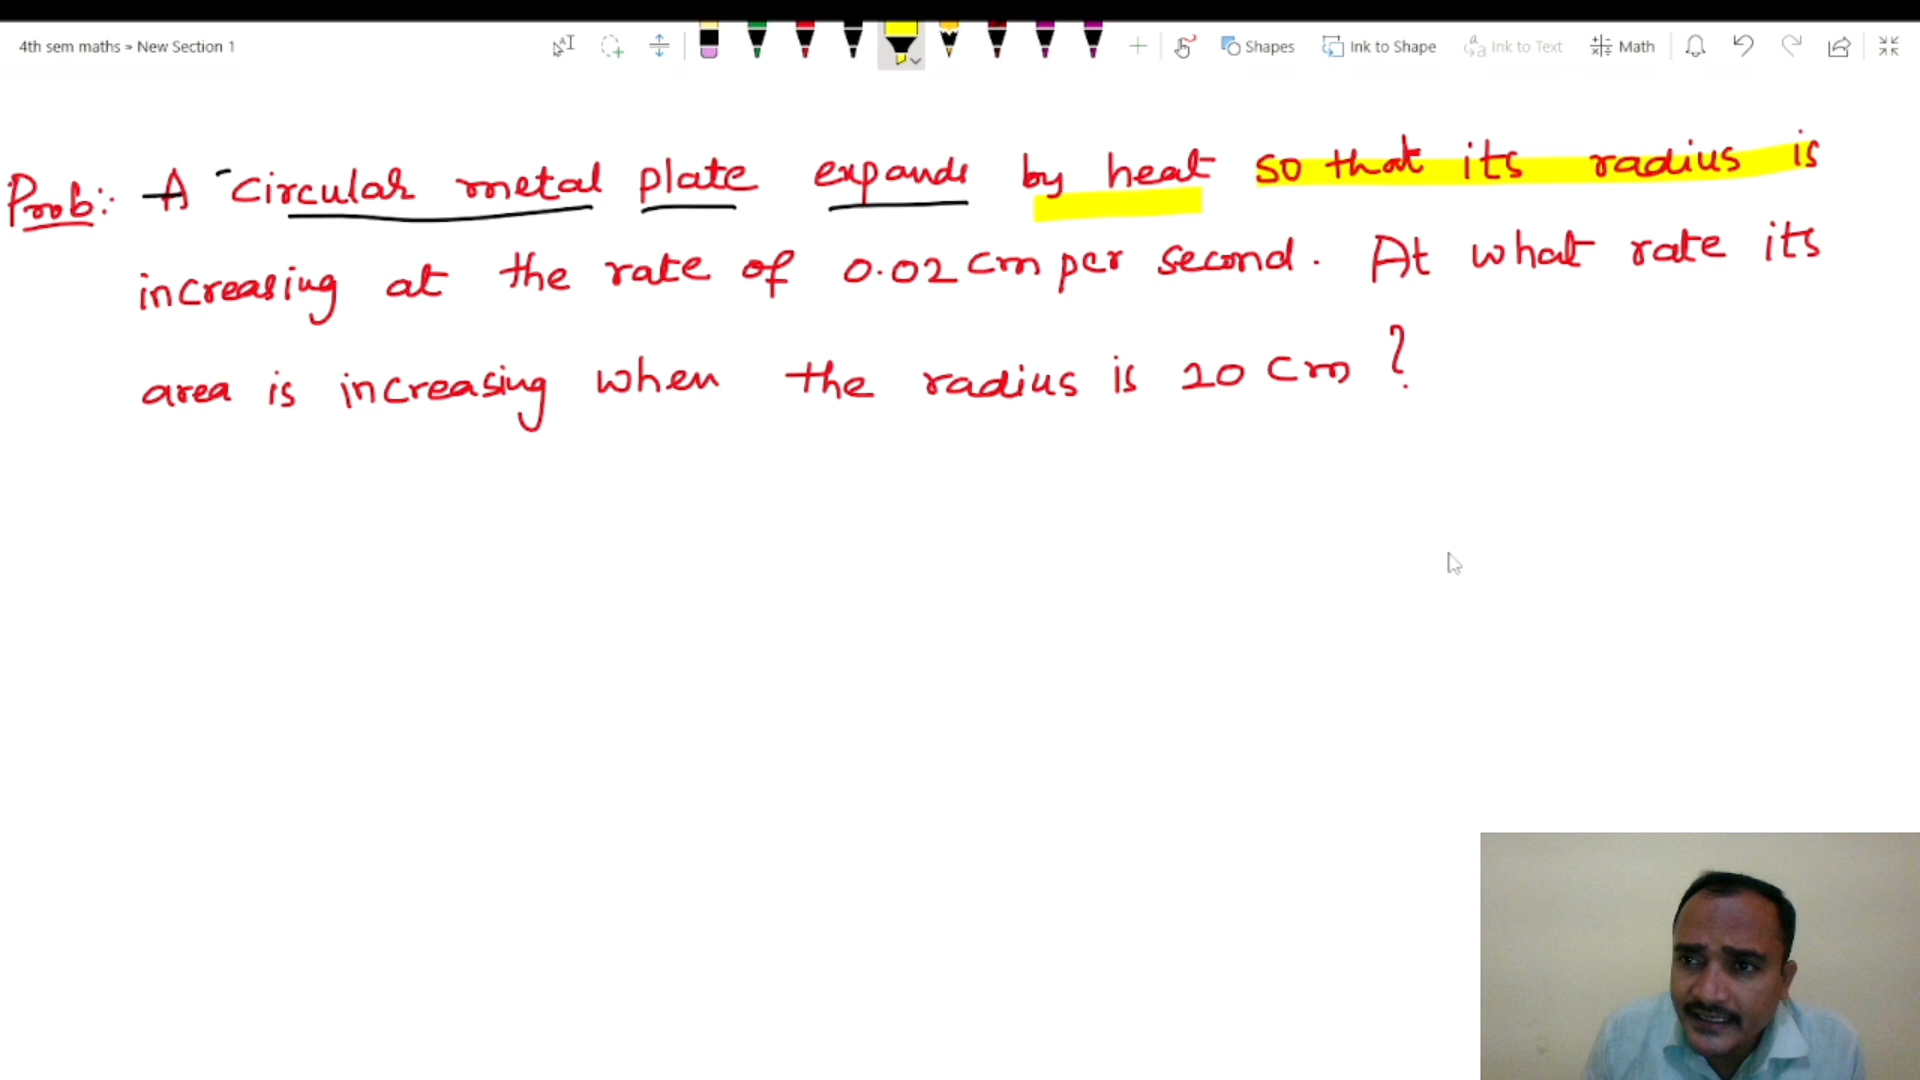 4th sem maths » New Section 1
Shapes
Ink to Shape
Ink to Text
Math
Prob:- A Circular metal plate expands by heat so that its radius is
increasing at the rate of 0.02 cm per second. At what rate its
area is increasing when the radius is 20 cm ?